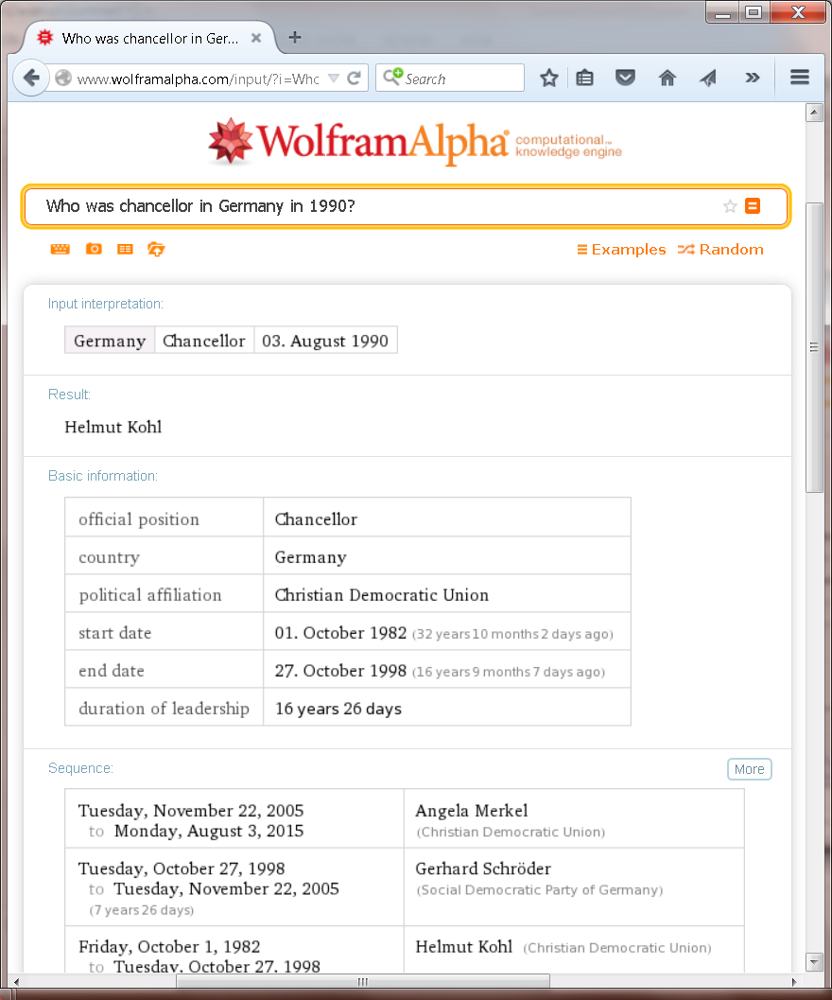 Who was chancellor in Ger...
www.wolframalpha.com/input/?i=Who
Search
WolframAlpha computational... knowledge engine
Who was chancellor in Germany in 1990?
Examples Random
Input interpretation:
Germany Chancellor 03. August 1990
Result:
Helmut Kohl
Basic information:
official position Chancellor
country Germany
political affiliation Christian Democratic Union
start date 01. October 1982 (32 years 10 months 2 days ago)
end date 27. October 1998 (16 years 9 months 7 days ago)
duration of leadership 16 years 26 days
Sequence:
More
Tuesday, November 22, 2005
to Monday, August 3, 2015
Angela Merkel
(Christian Democratic Union)
Tuesday, October 27, 1998
to Tuesday, November 22, 2005
(7 years 26 days)
Gerhard Schröder
(Social Democratic Party of Germany)
Friday, October 1, 1982
to Tuesday, October 27, 1998
Helmut Kohl (Christian Democratic Union)